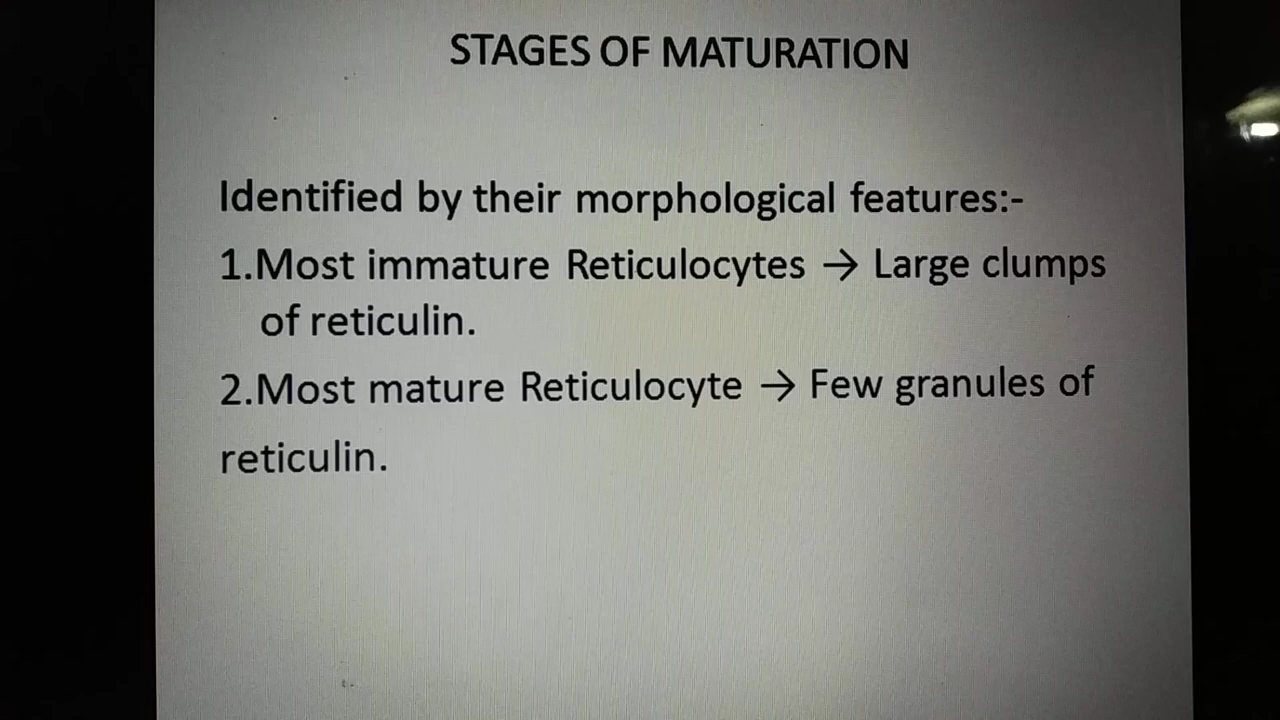 STAGES OF MATURATION
Identified by their morphological features:-
1.Most immature Reticulocytes → Large clumps
of reticulin.
2.Most mature Reticulocyte → Few granules of
reticulin.